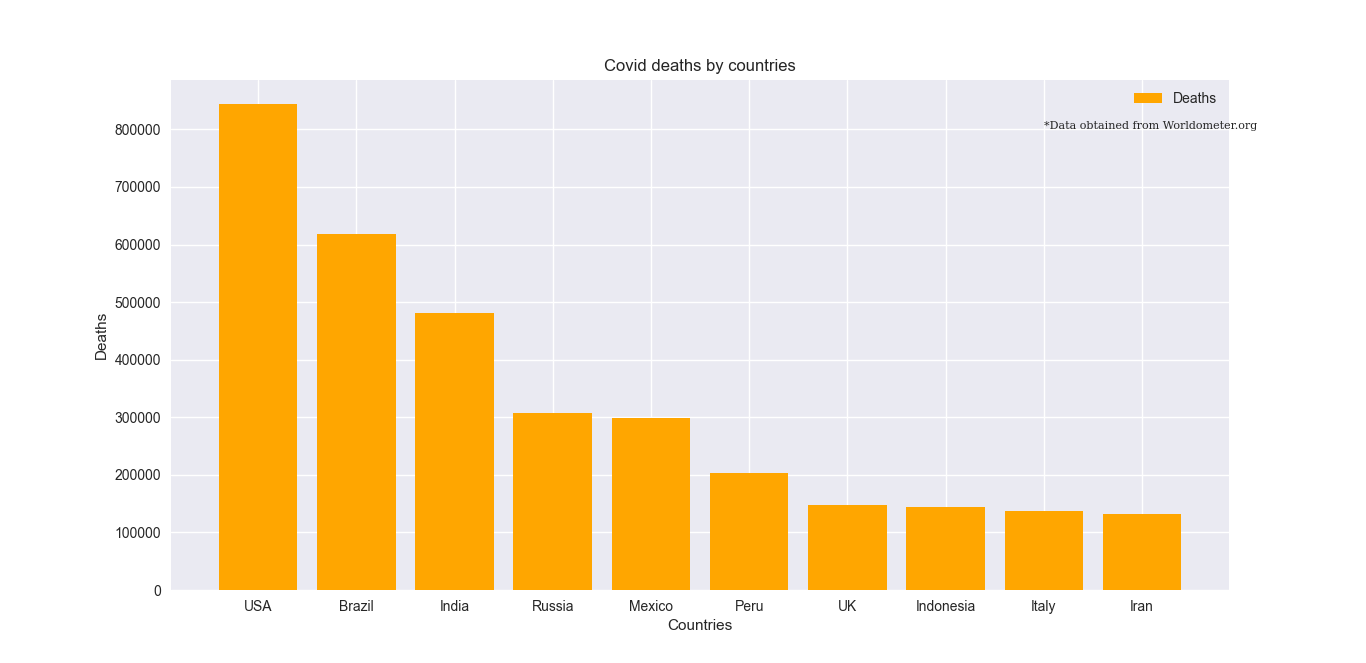 Covid deaths by countries
Deaths
*Data obtained from Worldometer.org
800000
700000
600000
500000
400000
300000
200000
100000
0
Deaths
USA Brazil India Russia Mexico Peru UK Indonesia Italy Iran
Countries